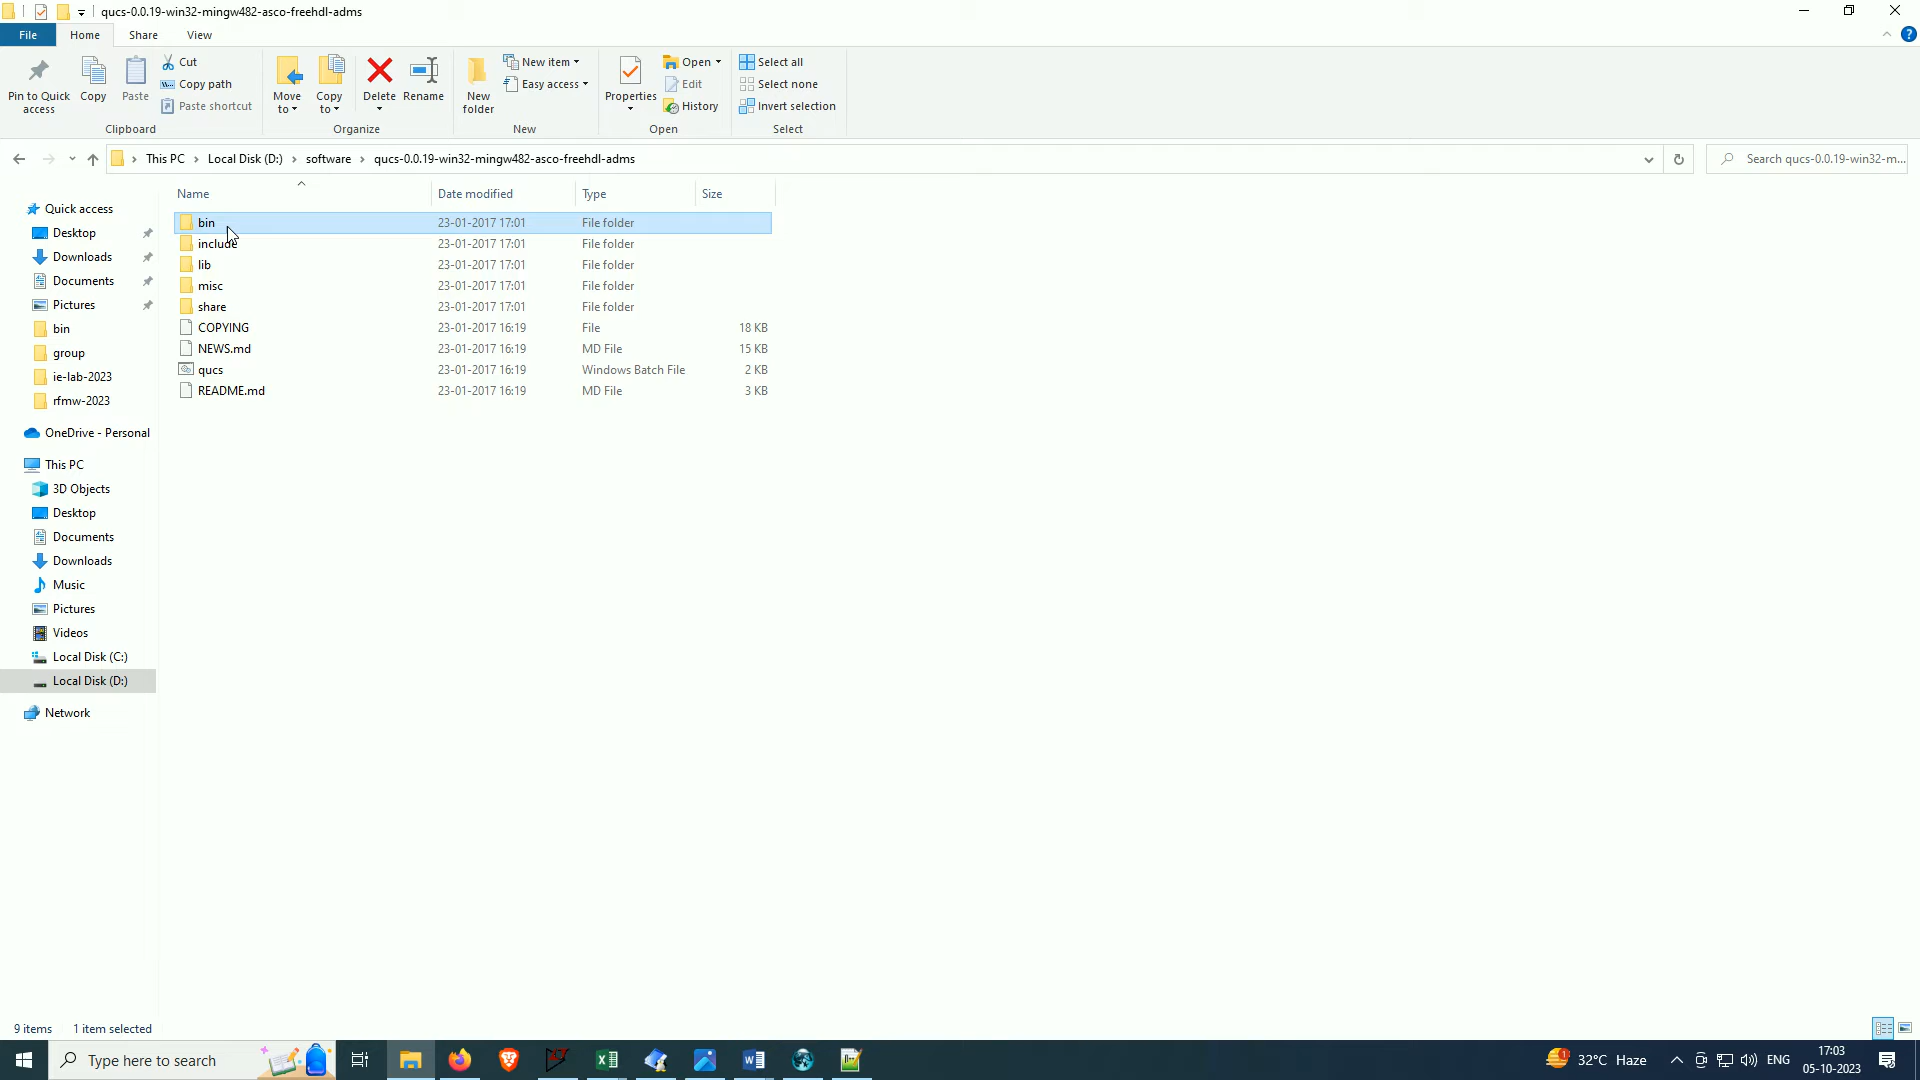 qucs-0.0.19-win32-mingw482-asco-freehdl-adms
File Home Share View
Pin to Quick access
Copy
Paste
Cut
Copy path
Paste shortcut
Clipboard
Move to
Copy to
Delete
Rename
Organize
New folder
New item
Easy access
New
Properties
Open
Edit
History
Open
Select all
Select none
Invert selection
Select
This PC > Local Disk (D:) > software > qucs-0.0.19-win32-mingw482-asco-freehdl-adms
Search qucs-0.0.19-win32-m...
Name Date modified Type Size
bin 23-01-2017 17:01 File folder
include 23-01-2017 17:01 File folder
lib 23-01-2017 17:01 File folder
misc 23-01-2017 17:01 File folder
share 23-01-2017 17:01 File folder
COPYING 23-01-2017 16:19 File 18 KB
NEWS.md 23-01-2017 16:19 MD File 15 KB
qucs 23-01-2017 16:19 Windows Batch File 2 KB
README.md 23-01-2017 16:19 MD File 3 KB
Quick access
Desktop
Downloads
Documents
Pictures
bin
group
ie-lab-2023
rfmw-2023
OneDrive - Personal
This PC
3D Objects
Desktop
Documents
Downloads
Music
Pictures
Videos
Local Disk (C:)
Local Disk (D:)
Network
9 items 1 item selected
Type here to search
1
32°C Haze
ENG
17:03
05-10-2023